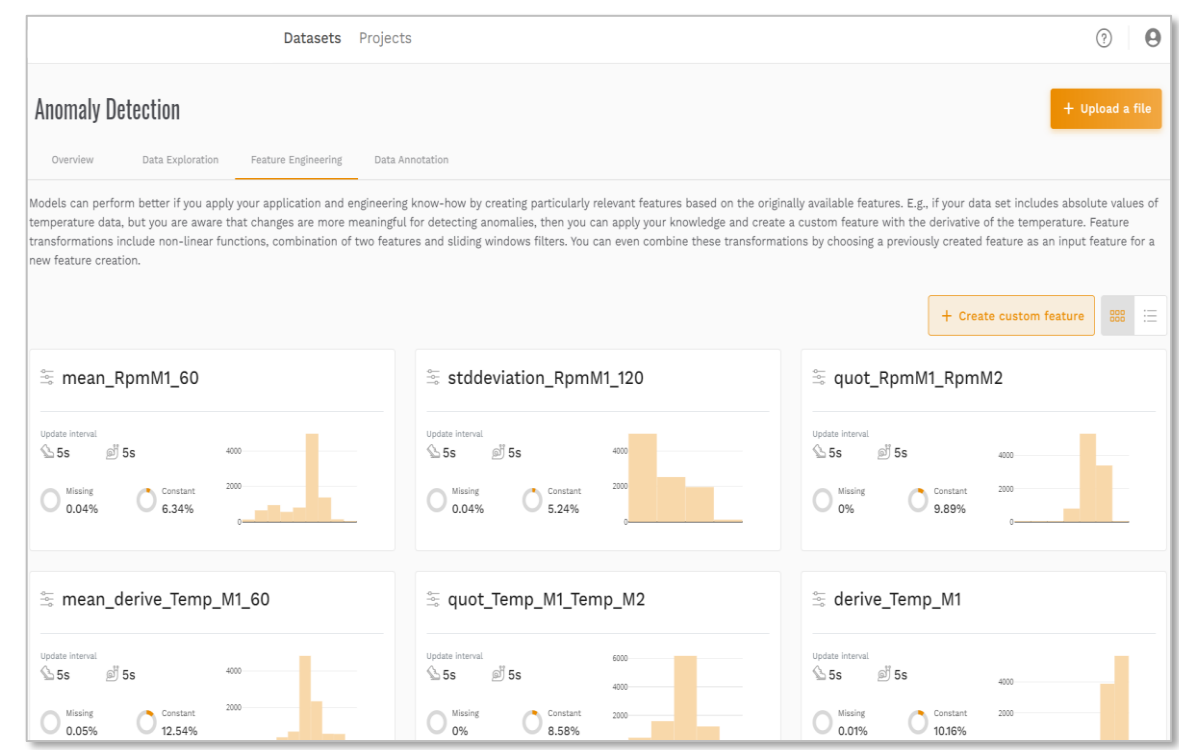 Datasets Projects
Anomaly Detection
+ Upload a file
Overview Data Exploration Feature Engineering Data Annotation
Models can perform better if you apply your application and engineering know-how by creating particularly relevant features based on the originally available features. E.g., if your data set includes absolute values of
temperature data, but you are aware that changes are more meaningful for detecting anomalies, then you can apply your knowledge and create a custom feature with the derivative of the temperature. Feature
transformations include non-linear functions, combination of two features and sliding windows filters. You can even combine these transformations by choosing a previously created feature as an input feature for a
new feature creation.
+ Create custom feature
mean_RpmM1_60
Update interval
5s 5s
Missing
0.04%
Constant
6.34%
4000
2000
0
stddeviation_RpmM1_120
Update interval
5s 5s
Missing
0.04%
Constant
5.24%
4000
2000
0
quot_RpmM1_RpmM2
Update interval
5s 5s
Missing
0%
Constant
9.89%
4000
2000
0
mean_derive_Temp_M1_60
Update interval
5s 5s
Missing
0.05%
Constant
12.54%
4000
2000
quot_Temp_M1_Temp_M2
Update interval
5s 5s
Missing
0%
Constant
8.58%
6000
4000
2000
derive_Temp_M1
Update interval
5s 5s
Missing
0.01%
Constant
10.16%
4000
2000